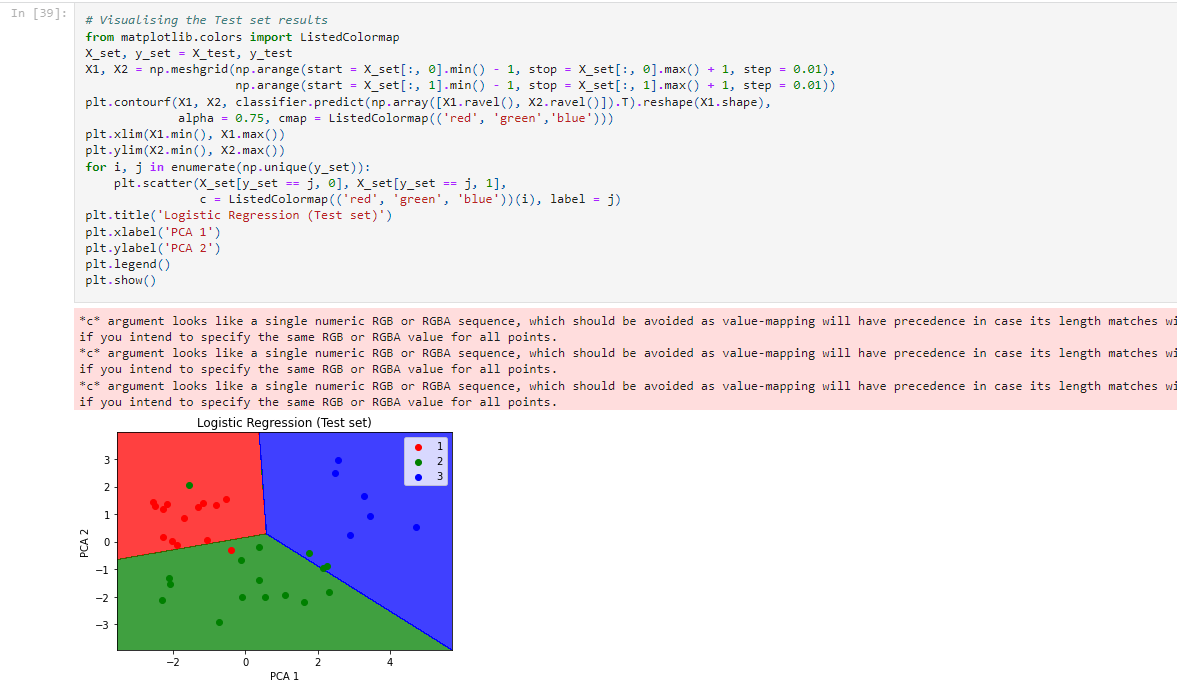 In [39]:
# Visualising the Test set results
from matplotlib.colors import ListedColormap
X_set, y_set = X_test, y_test
X1, X2 = np.meshgrid(np.arange(start = X_set[:, 0].min() - 1, stop = X_set[:, 0].max() + 1, step = 0.01),
                     np.arange(start = X_set[:, 1].min() - 1, stop = X_set[:, 1].max() + 1, step = 0.01))
plt.contourf(X1, X2, classifier.predict(np.array([X1.ravel(), X2.ravel()]).T).reshape(X1.shape),
             alpha = 0.75, cmap = ListedColormap(('red', 'green','blue')))
plt.xlim(X1.min(), X1.max())
plt.ylim(X2.min(), X2.max())
for i, j in enumerate(np.unique(y_set)):
    plt.scatter(X_set[y_set == j, 0], X_set[y_set == j, 1],
                c = ListedColormap(('red', 'green', 'blue'))(i), label = j)
plt.title('Logistic Regression (Test set)')
plt.xlabel('PCA 1')
plt.ylabel('PCA 2')
plt.legend()
plt.show()
*c* argument looks like a single numeric RGB or RGBA sequence, which should be avoided as value-mapping will have precedence in case its length matches wi
if you intend to specify the same RGB or RGBA value for all points.
*c* argument looks like a single numeric RGB or RGBA sequence, which should be avoided as value-mapping will have precedence in case its length matches wi
if you intend to specify the same RGB or RGBA value for all points.
*c* argument looks like a single numeric RGB or RGBA sequence, which should be avoided as value-mapping will have precedence in case its length matches wi
if you intend to specify the same RGB or RGBA value for all points.
Logistic Regression (Test set)
1
2
3
3
2
1
0
−1
−2
−3
PCA 2
−2 0 2 4
PCA 1